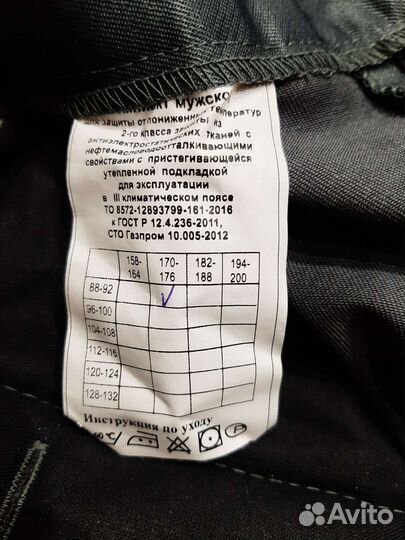 мужско
для защиты от пониженных температур
2-го класса защиты из
антиэлектростатических тканей с
нефтемасловодоотталкивающими
свойствами с пристегивающейся
утепленной подкладкой
для эксплуатации
в III климатическом поясе
ТО 8572-12893799-161-2016
к ГОСТ Р 12.4.236-2011,
СТО Газпром 10.005-2012
158-164 170-176 182-188 194-200
88-92
96-100
104-108
112-116
120-124
128-132
Инструкция по уходу
P
Avito